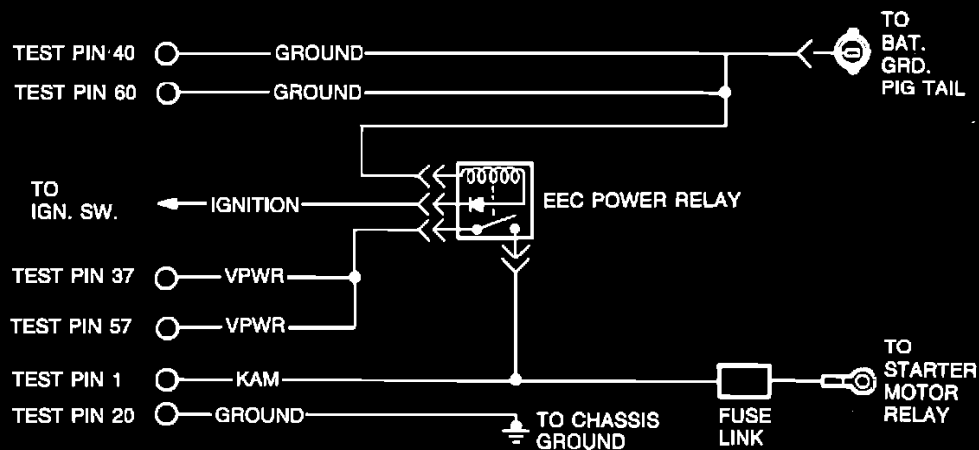 TEST PIN 40
GROUND
TO
BAT.
GRD.
PIG TAIL
TEST PIN 60
GROUND
TO
IGN. SW.
IGNITION
EEC POWER RELAY
TEST PIN 37
VPWR
TEST PIN 57
VPWR
TEST PIN 1
KAM
TO
STARTER
MOTOR
RELAY
TEST PIN 20
GROUND
TO CHASSIS
GROUND
FUSE
LINK